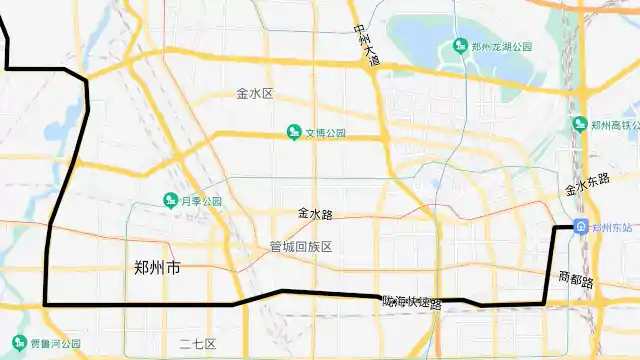 中州大道
郑州龙湖公园
金水区
郑州高铁公
文博公园
金水东路
月季公园
金水路
郑州东站
管城回族区
郑州市
商都路
陇海快速路
贾鲁河公园
二七区